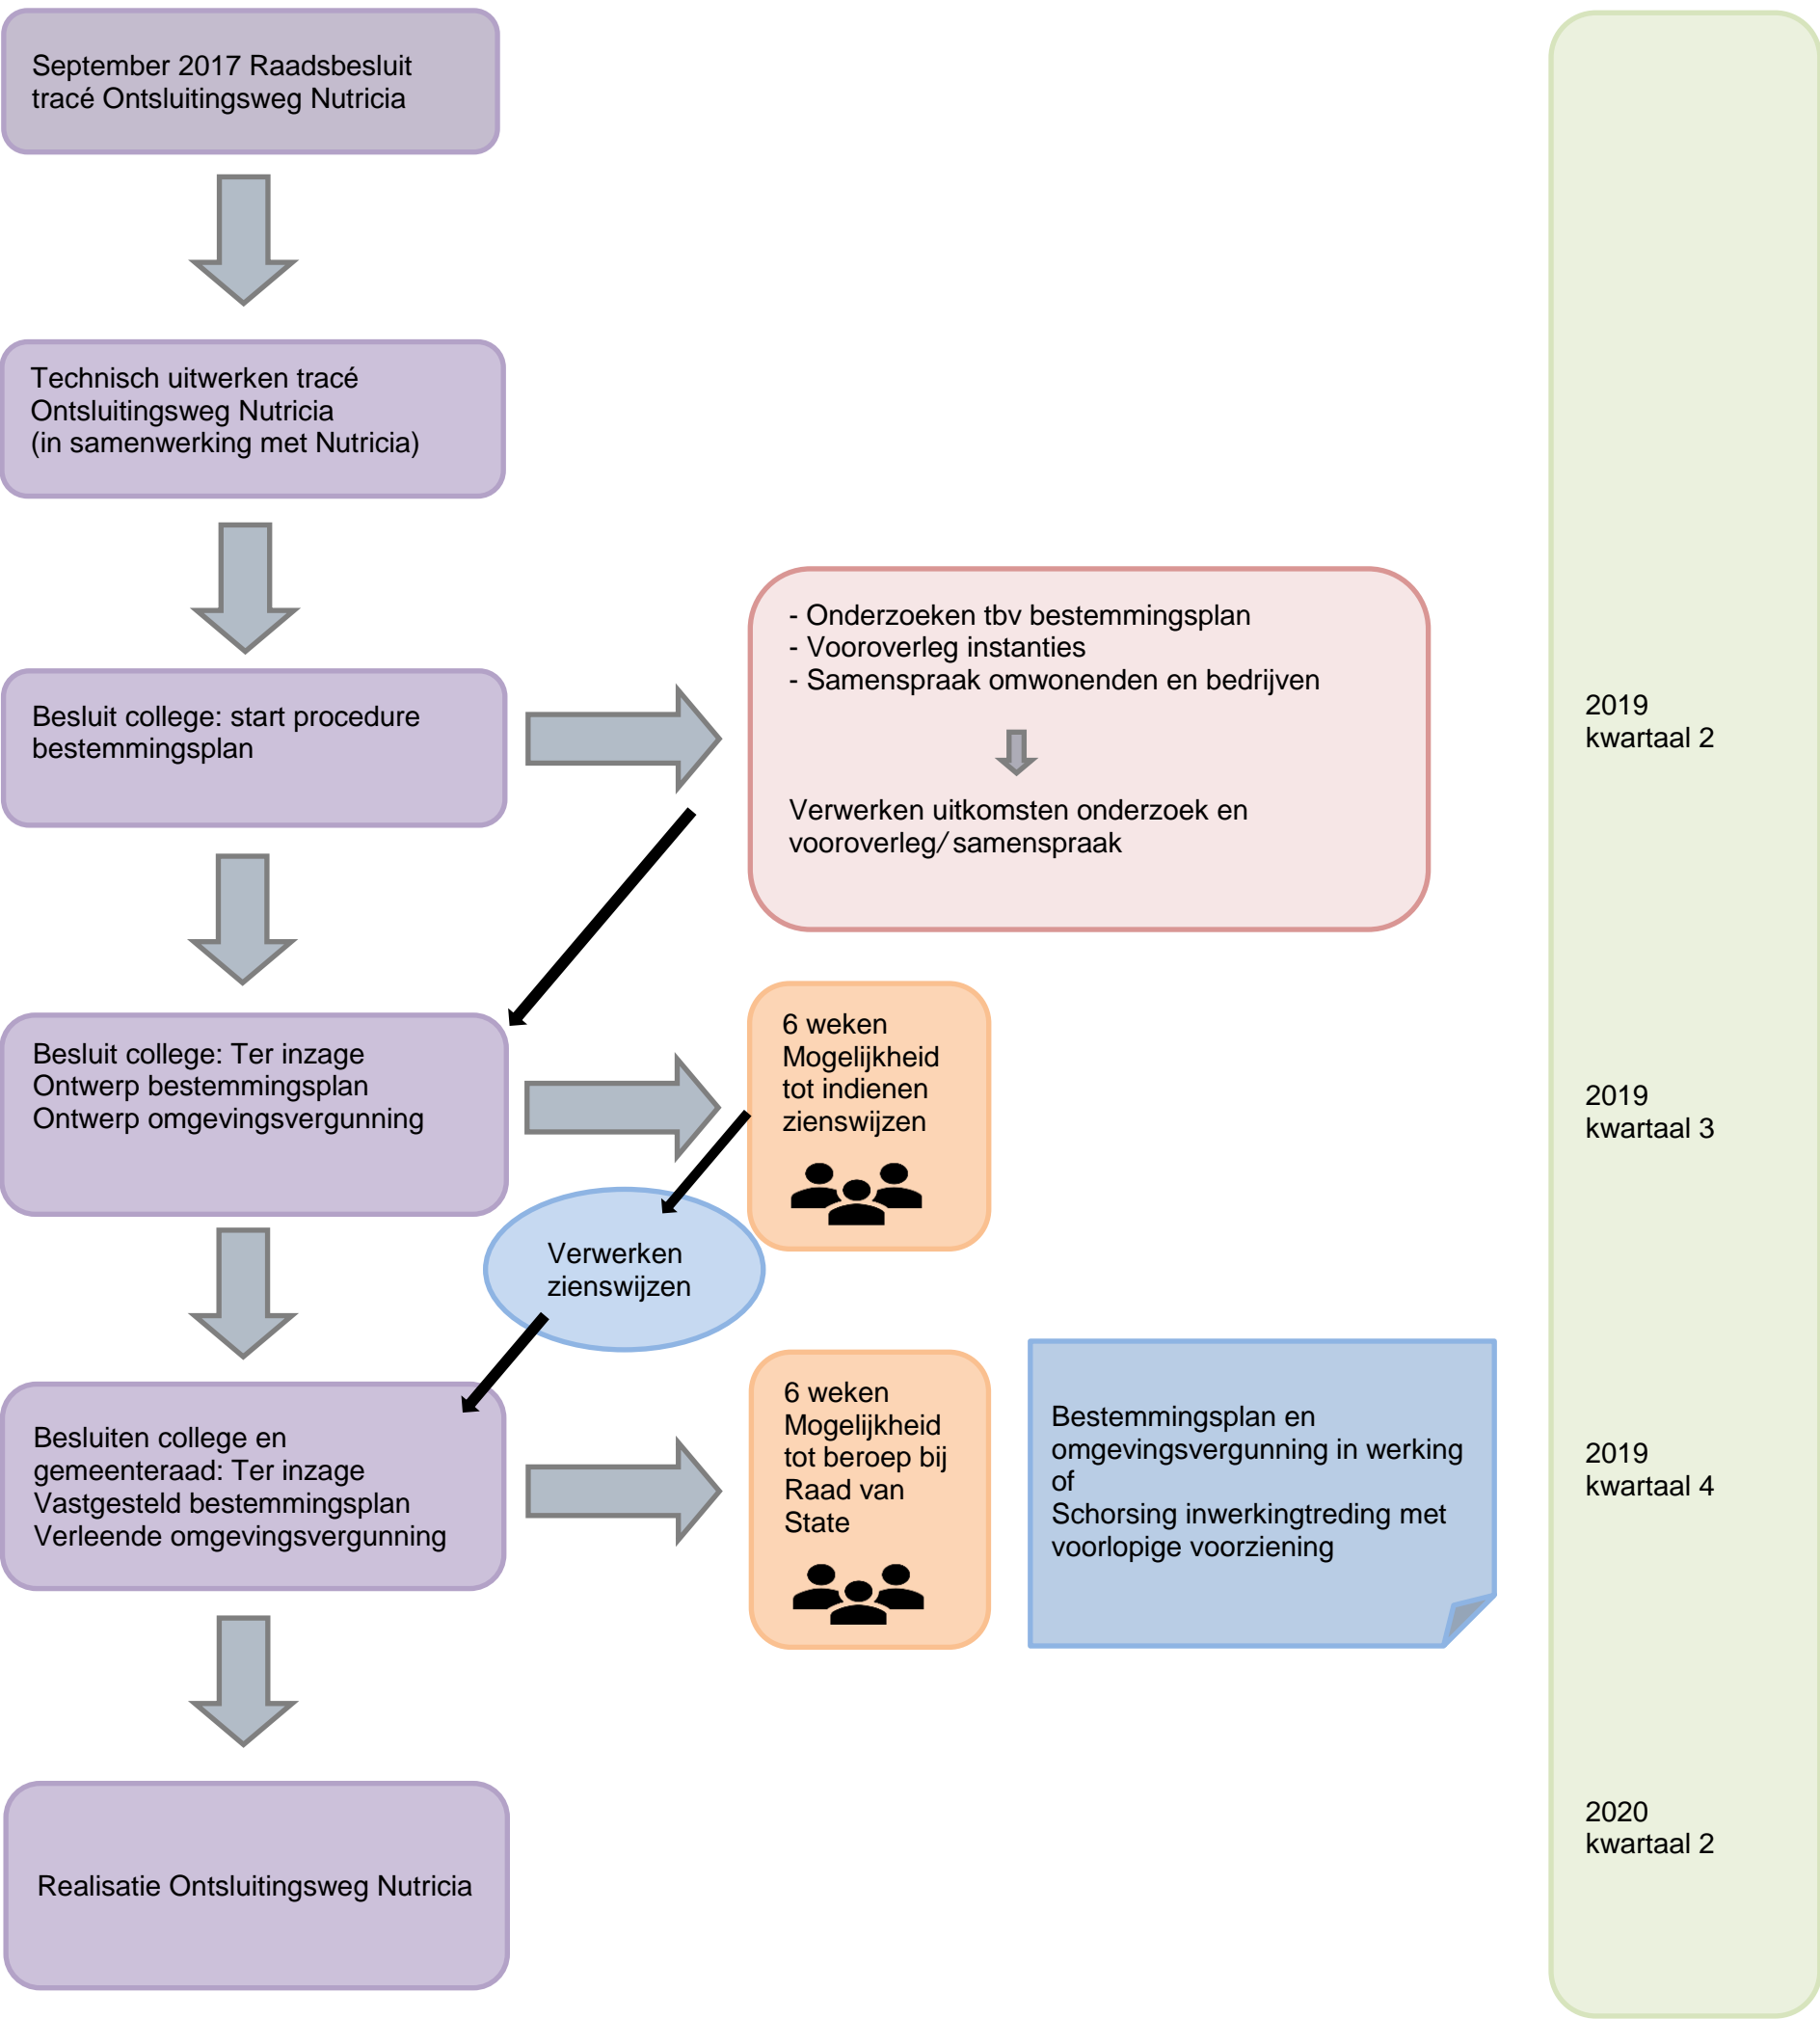 September 2017 Raadsbesluit
tracé Ontsluitingsweg Nutricia
Technisch uitwerken tracé
Ontsluitingsweg Nutricia
(in samenwerking met Nutricia)
Besluit college: start procedure
bestemmingsplan
- Onderzoeken tbv bestemmingsplan
- Vooroverleg instanties
- Samenspraak omwonenden en bedrijven
Verwerken uitkomsten onderzoek en
vooroverleg/ samenspraak
2019
kwartaal 2
Besluit college: Ter inzage
Ontwerp bestemmingsplan
Ontwerp omgevingsvergunning
6 weken
Mogelijkheid
tot indienen
zienswijzen
2019
kwartaal 3
Verwerken
zienswijzen
Besluiten college en
gemeenteraad: Ter inzage
Vastgesteld bestemmingsplan
Verleende omgevingsvergunning
6 weken
Mogelijkheid
tot beroep bij
Raad van
State
Bestemmingsplan en
omgevingsvergunning in werking
of
Schorsing inwerkingtreding met
voorlopige voorziening
2019
kwartaal 4
Realisatie Ontsluitingsweg Nutricia
2020
kwartaal 2